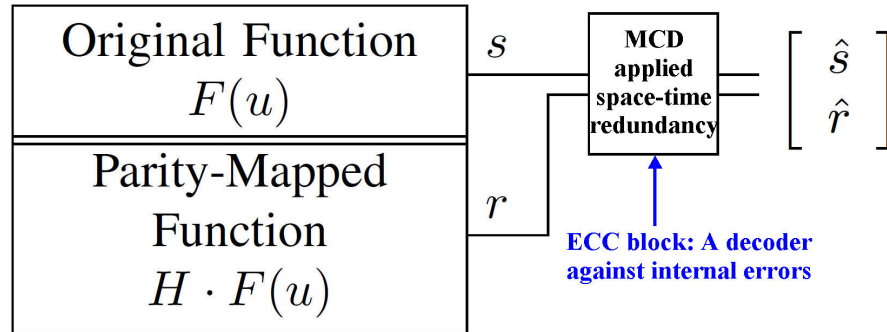 Original Function
F(u)
Parity-Mapped
Function
H · F(u)
s
r
MCD
applied
space-time
redundancy
ŝ
r̂
ECC block: A decoder
against internal errors